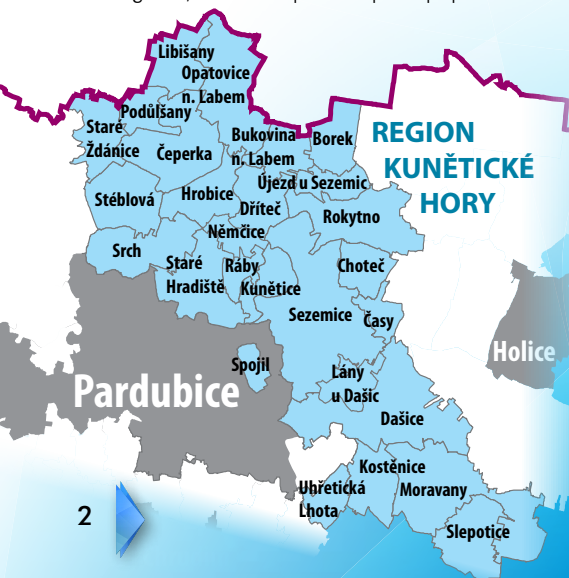 Libišany
Opatovice
n. Labem
Podůlšany
Staré
Ždánice
Čeperka
Bukovina
n. Labem
Borek
REGION
KUNĚTICKÉ
HORY
Újezd u Sezemic
Stéblová
Hrobice
Dříteč
Rokytno
Němčice
Srch
Staré
Hradiště
Ráby
Kunětice
Choteč
Sezemice
Časy
Holice
Spojil
Lány
u Dašic
Pardubice
Dašice
Kostěnice
Uhřetická
Lhota
Moravany
2
Slepotice